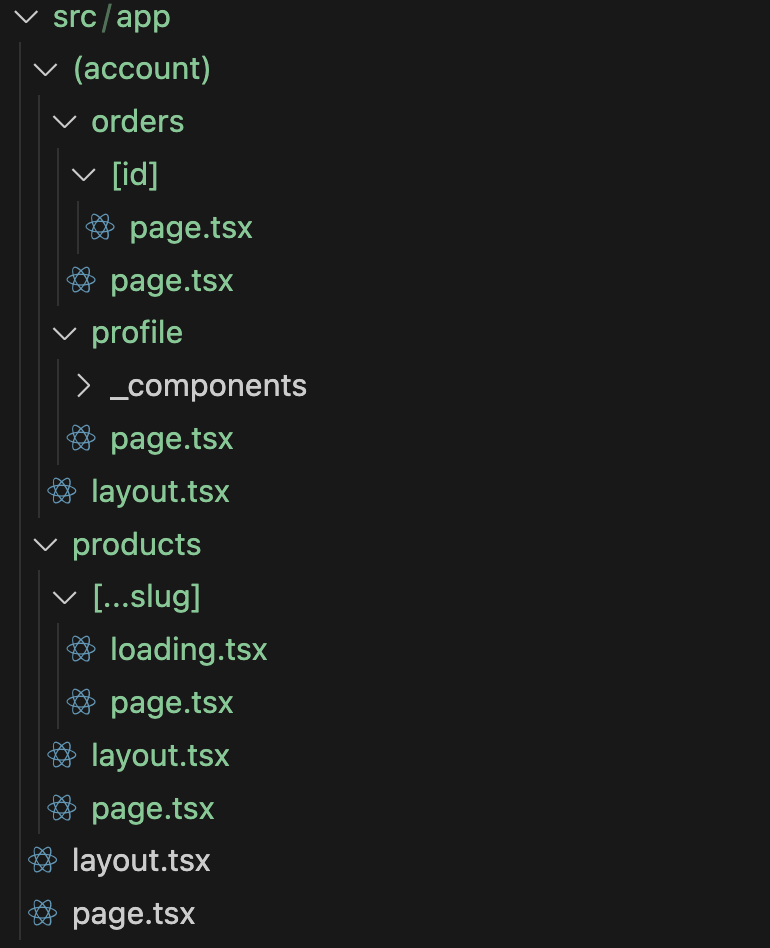 src/app
(account)
orders
[id]
page.tsx
page.tsx
profile
_components
page.tsx
layout.tsx
products
[...slug]
loading.tsx
page.tsx
layout.tsx
page.tsx
layout.tsx
page.tsx